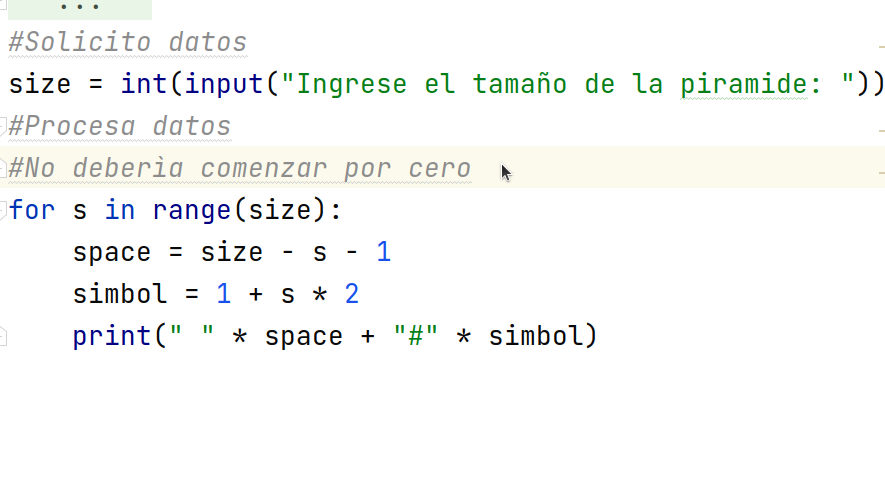 ...
#Solicito datos
size = int(input("Ingrese el tamaño de la piramide: "))
#Procesa datos
#No deberìa comenzar por cero
for s in range(size):
    space = size - s - 1
    simbol = 1 + s * 2
    print(" " * space + "#" * simbol)